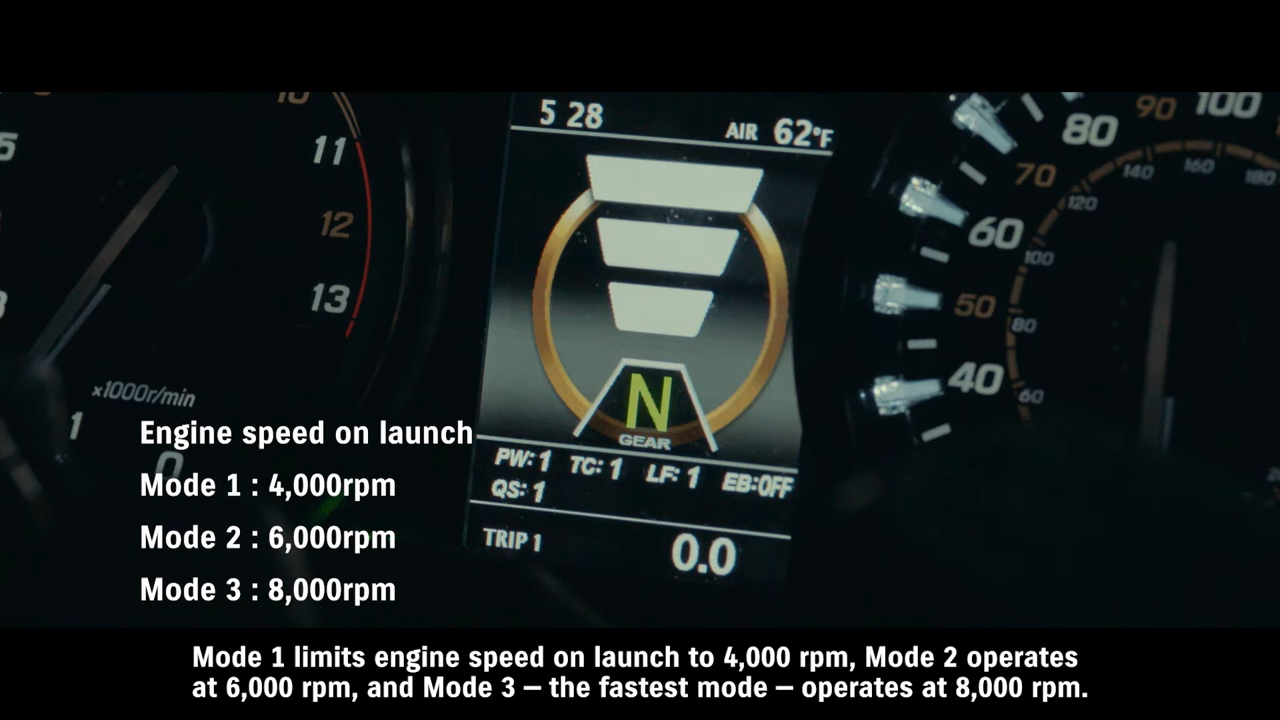 5 28
AIR 62°F
10
11
12
13
x1000r/min
1
0
N
GEAR
PW:1 TC:1 LF:1 EB:OFF
QS:1
TRIP 1 0.0
100
90
80
70
60
50
40
180
160
140
120
100
80
60
Engine speed on launch
Mode 1 : 4,000rpm
Mode 2 : 6,000rpm
Mode 3 : 8,000rpm
Mode 1 limits engine speed on launch to 4,000 rpm, Mode 2 operates
at 6,000 rpm, and Mode 3 – the fastest mode – operates at 8,000 rpm.